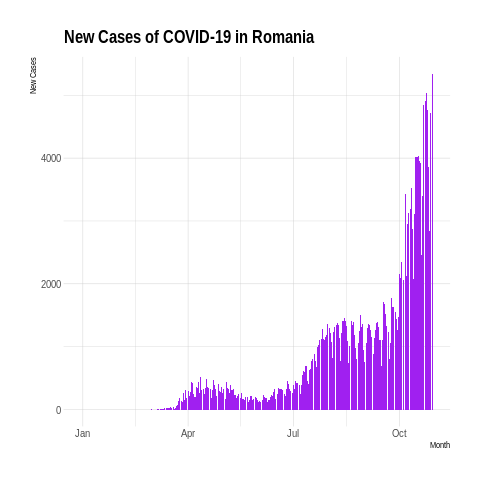 New Cases of COVID-19 in Romania
New Cases
4000
2000
0
Jan Apr Jul Oct
Month